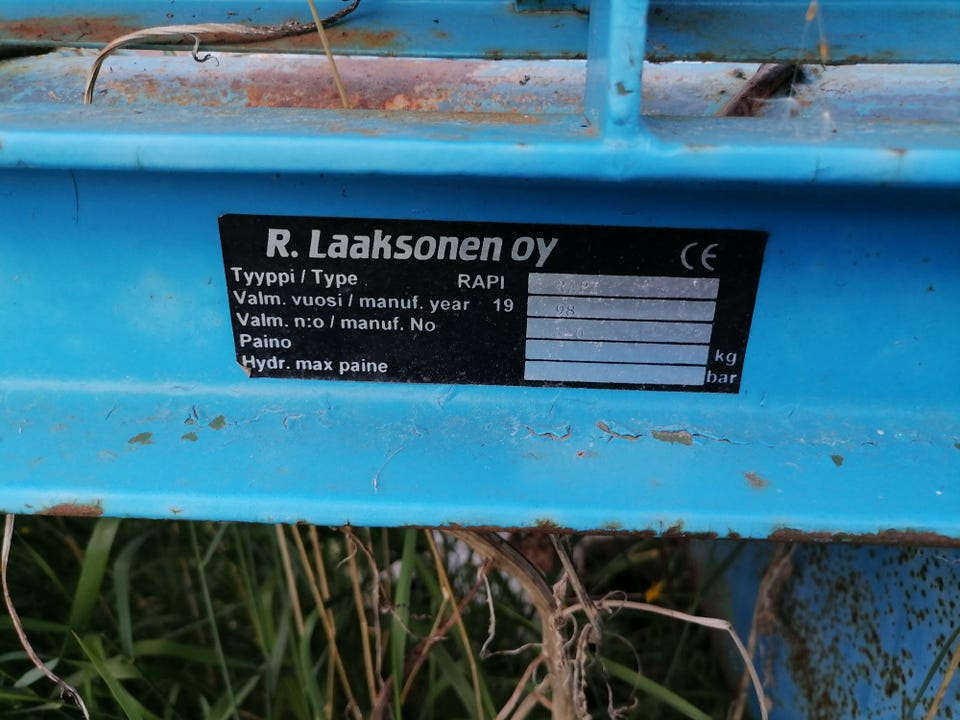 R. Laaksonen oy CE
Tyyppi / Type RAPI RAPI
Valm. vuosi / manuf. year 19 98
Valm. n:o / manuf. No
Paino kg
Hydr. max paine bar